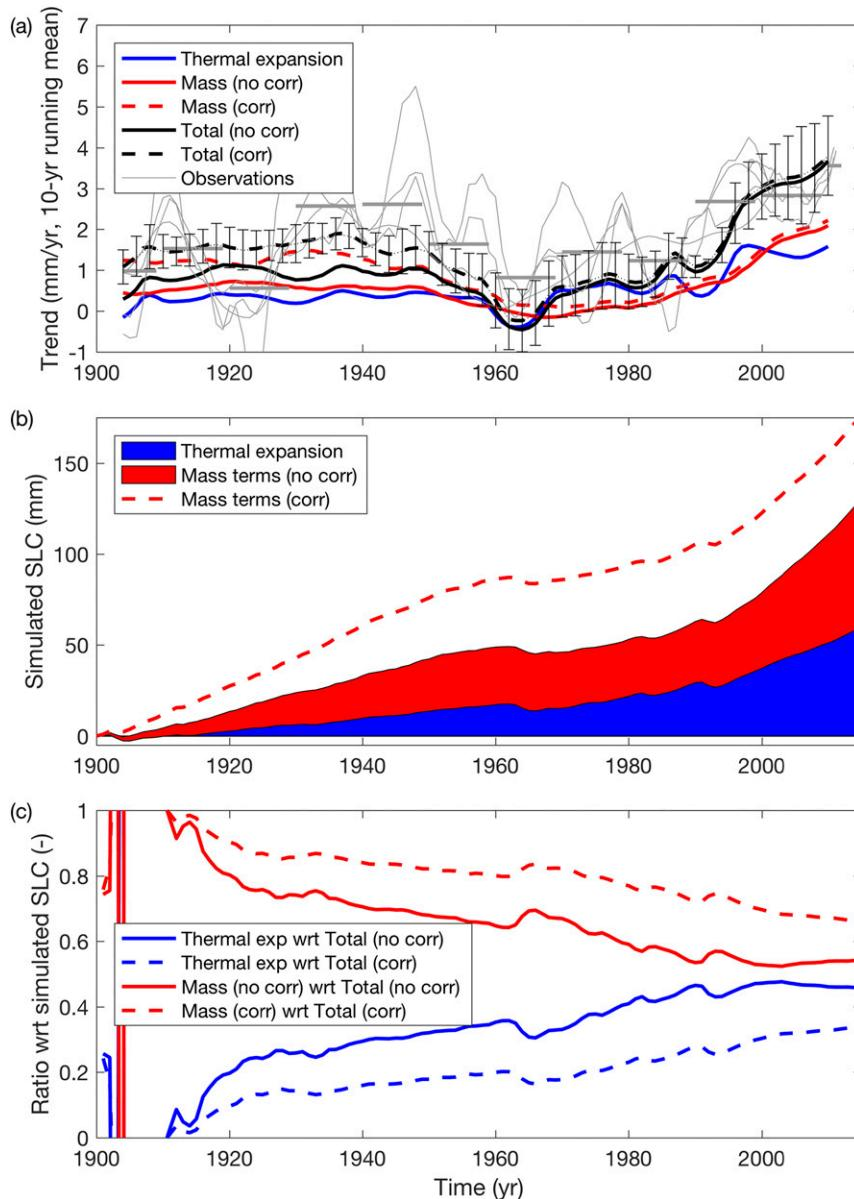 (a)
7
6
5
4
3
2
1
0
-1
Trend (mm/yr, 10-yr running mean)
Thermal expansion
Mass (no corr)
Mass (corr)
Total (no corr)
Total (corr)
Observations
1900 1920 1940 1960 1980 2000
(b)
150
100
50
0
Simulated SLC (mm)
Thermal expansion
Mass terms (no corr)
Mass terms (corr)
1900 1920 1940 1960 1980 2000
(c)
1
0.8
0.6
0.4
0.2
0
Ratio wrt simulated SLC (-)
Thermal exp wrt Total (no corr)
Thermal exp wrt Total (corr)
Mass (no corr) wrt Total (no corr)
Mass (corr) wrt Total (corr)
1900 1920 1940 1960 1980 2000
Time (yr)